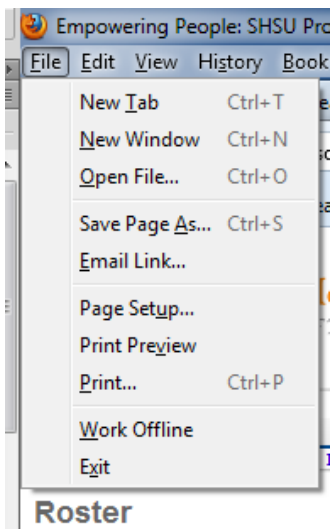 Empowering People: SHSU Pro
File Edit View History Book
New Tab Ctrl+T
New Window Ctrl+N
Open File... Ctrl+O
Save Page As... Ctrl+S
Email Link...
Page Setup...
Print Preview
Print... Ctrl+P
Work Offline
Exit
Roster